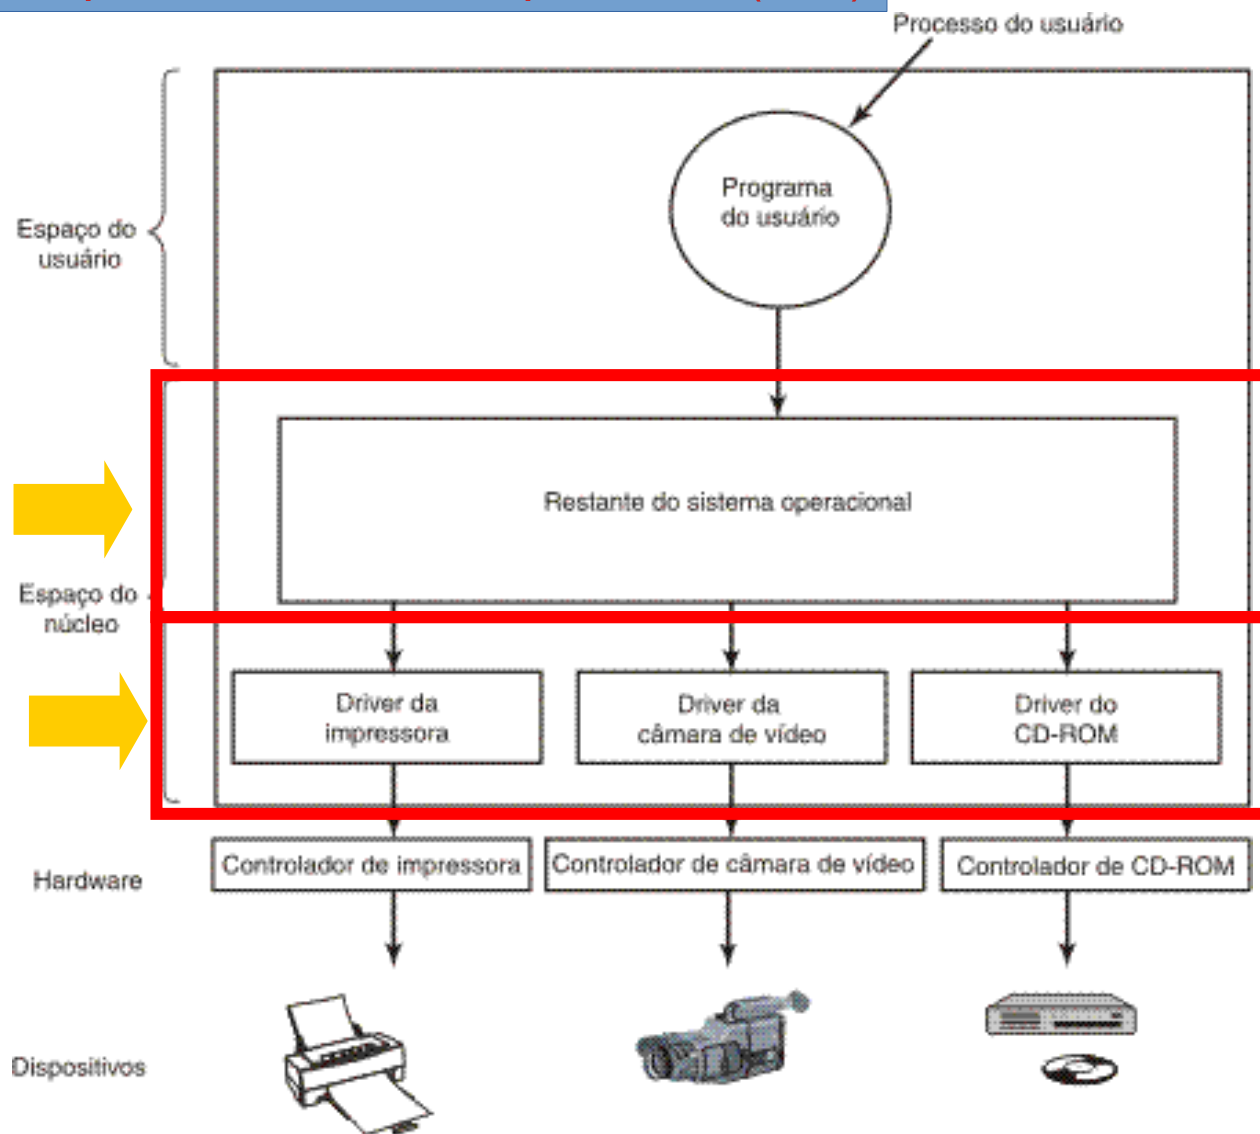 Processo do usuário
Programa
do usuário
Espaço do
usuário
Restante do sistema operacional
Espaço do
núcleo
Driver da
impressora
Driver da
câmara de vídeo
Driver do
CD-ROM
Hardware
Controlador de impressora
Controlador de câmara de vídeo
Controlador de CD-ROM
Dispositivos